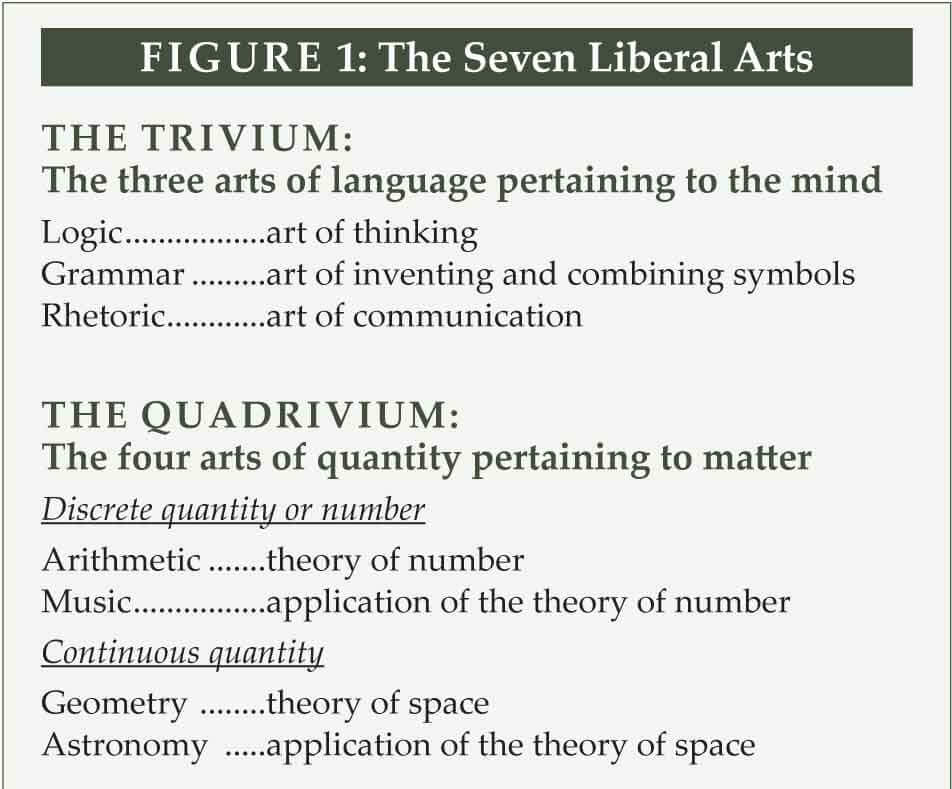 FIGURE 1: The Seven Liberal Arts
THE TRIVIUM:
The three arts of language pertaining to the mind
Logic.................art of thinking
Grammar .........art of inventing and combining symbols
Rhetoric............art of communication
THE QUADRIVIUM:
The four arts of quantity pertaining to matter
Discrete quantity or number
Arithmetic .......theory of number
Music................application of the theory of number
Continuous quantity
Geometry ........theory of space
Astronomy .....application of the theory of space